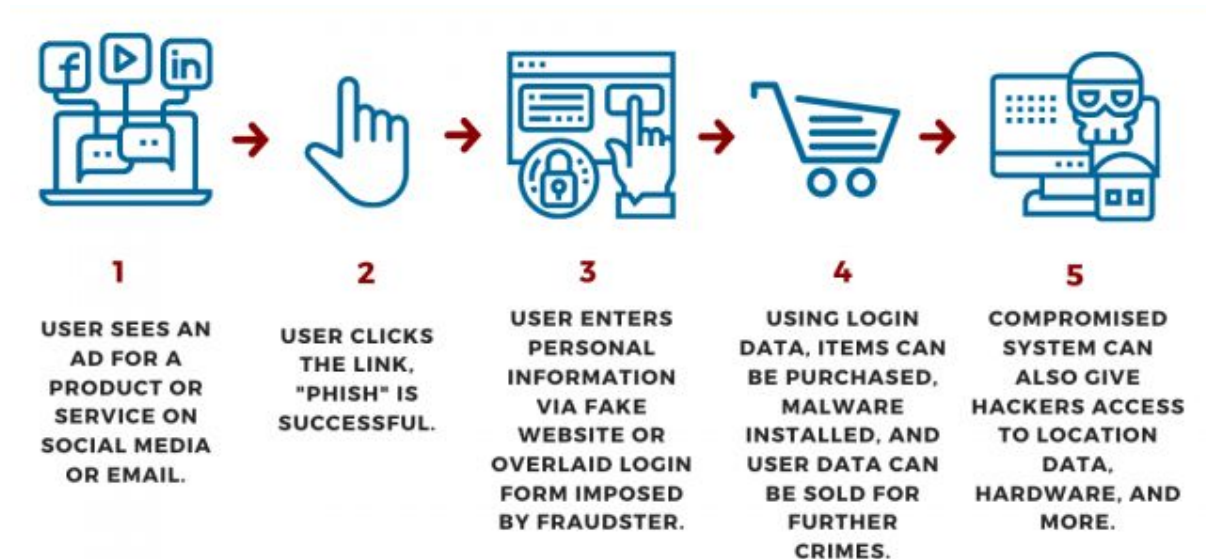 f
in
1
USER SEES AN
AD FOR A
PRODUCT OR
SERVICE ON
SOCIAL MEDIA
OR EMAIL.
2
USER CLICKS
THE LINK,
"PHISH" IS
SUCCESSFUL.
3
USER ENTERS
PERSONAL
INFORMATION
VIA FAKE
WEBSITE OR
OVERLAID LOGIN
FORM IMPOSED
BY FRAUDSTER.
4
USING LOGIN
DATA, ITEMS CAN
BE PURCHASED,
MALWARE
INSTALLED, AND
USER DATA CAN
BE SOLD FOR
FURTHER
CRIMES.
5
COMPROMISED
SYSTEM CAN
ALSO GIVE
HACKERS ACCESS
TO LOCATION
DATA,
HARDWARE, AND
MORE.